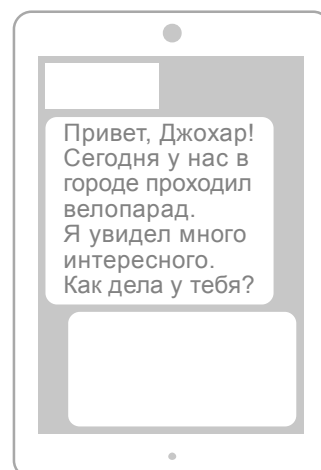 Привет, Джохар!
Сегодня у нас в
городе проходил
велопарад.
Я увидел много
интересного.
Как дела у тебя?